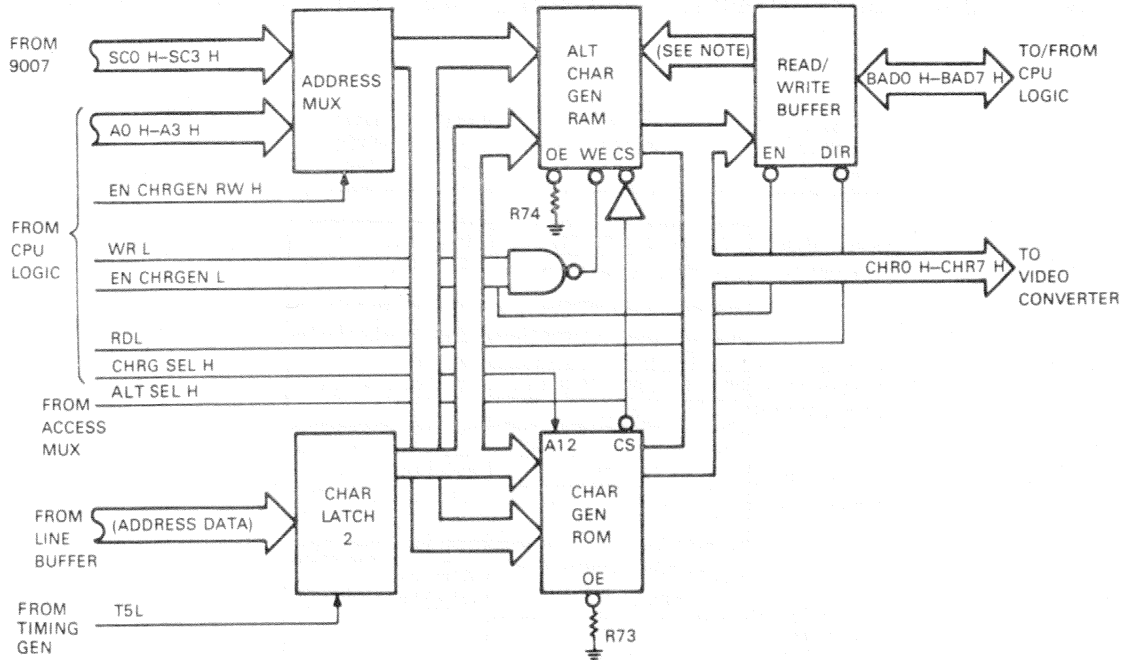 FROM
9007
SC0 H–SC3 H
A0 H–A3 H
ADDRESS
MUX
EN CHRGEN RW H
FROM
CPU
LOGIC
WR L
EN CHRGEN L
RDL
CHRG SEL H
ALT SEL H
FROM
ACCESS
MUX
ALT
CHAR
GEN
RAM
OE WE CS
R74
(SEE NOTE)
READ/
WRITE
BUFFER
EN DIR
BAD0 H–BAD7 H
TO/FROM
CPU
LOGIC
CHR0 H–CHR7 H
TO
VIDEO
CONVERTER
FROM
LINE
BUFFER
(ADDRESS DATA)
CHAR
LATCH
2
FROM
TIMING
GEN
T5L
A12 CS
CHAR
GEN
ROM
OE
R73